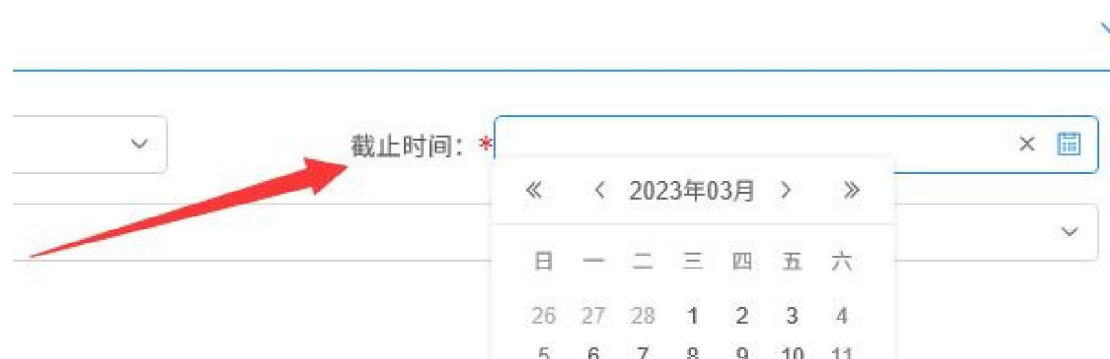 截止时间：*
« < 2023年03月 > »
日 一 二 三 四 五 六
26 27 28 1 2 3 4
5 6 7 8 9 10 11